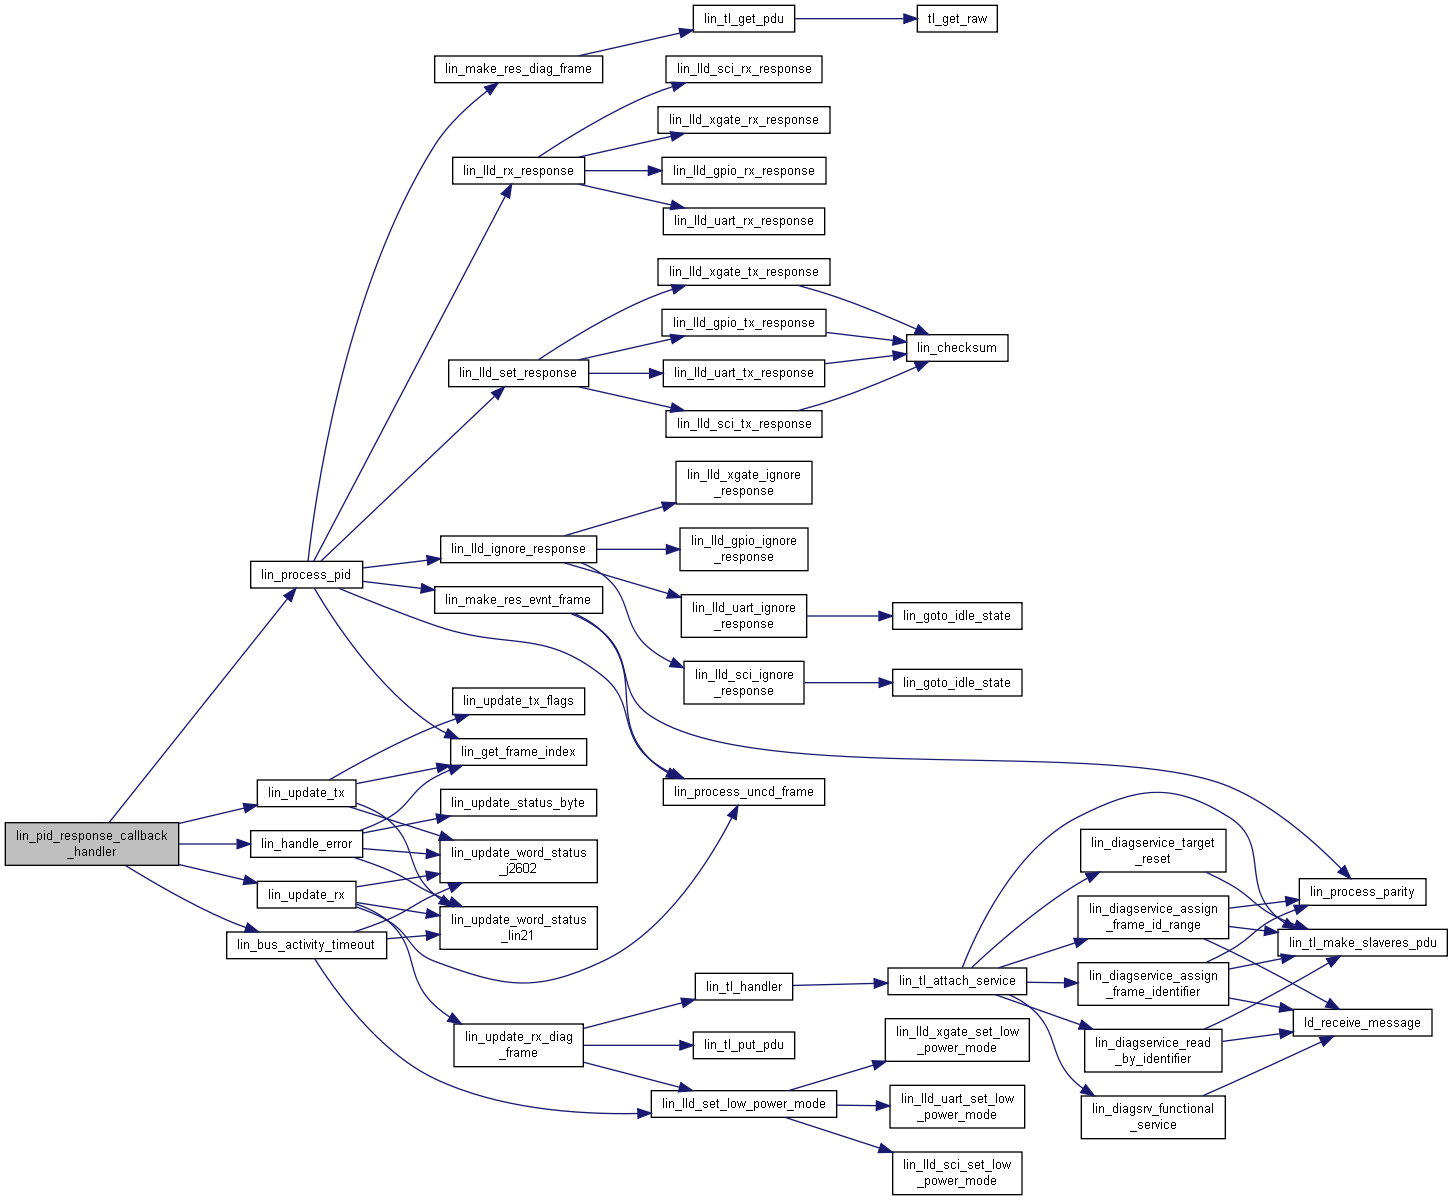 lin_tl_get_pdu
tl_get_raw
lin_make_res_diag_frame
lin_lld_sci_rx_response
lin_lld_xgate_rx_response
lin_lld_rx_response
lin_lld_gpio_rx_response
lin_lld_uart_rx_response
lin_lld_xgate_tx_response
lin_lld_gpio_tx_response
lin_checksum
lin_lld_set_response
lin_lld_uart_tx_response
lin_lld_sci_tx_response
lin_lld_xgate_ignore
_response
lin_lld_ignore_response
lin_lld_gpio_ignore
_response
lin_process_pid
lin_make_res_evnt_frame
lin_lld_uart_ignore
_response
lin_goto_idle_state
lin_lld_sci_ignore
_response
lin_goto_idle_state
lin_update_tx_flags
lin_get_frame_index
lin_update_tx
lin_process_uncd_frame
lin_update_status_byte
lin_pid_response_callback
_handler
lin_handle_error
lin_update_word_status
_j2602
lin_update_rx
lin_update_word_status
_lin21
lin_bus_activity_timeout
lin_diagservice_target
_reset
lin_process_parity
lin_diagservice_assign
_frame_id_range
lin_tl_make_slaveres_pdu
lin_tl_handler
lin_tl_attach_service
lin_diagservice_assign
_frame_identifier
ld_receive_message
lin_update_rx_diag
_frame
lin_tl_put_pdu
lin_lld_xgate_set_low
_power_mode
lin_diagservice_read
_by_identifier
lin_lld_set_low_power_mode
lin_lld_uart_set_low
_power_mode
lin_diagsrv_functional
_service
lin_lld_sci_set_low
_power_mode